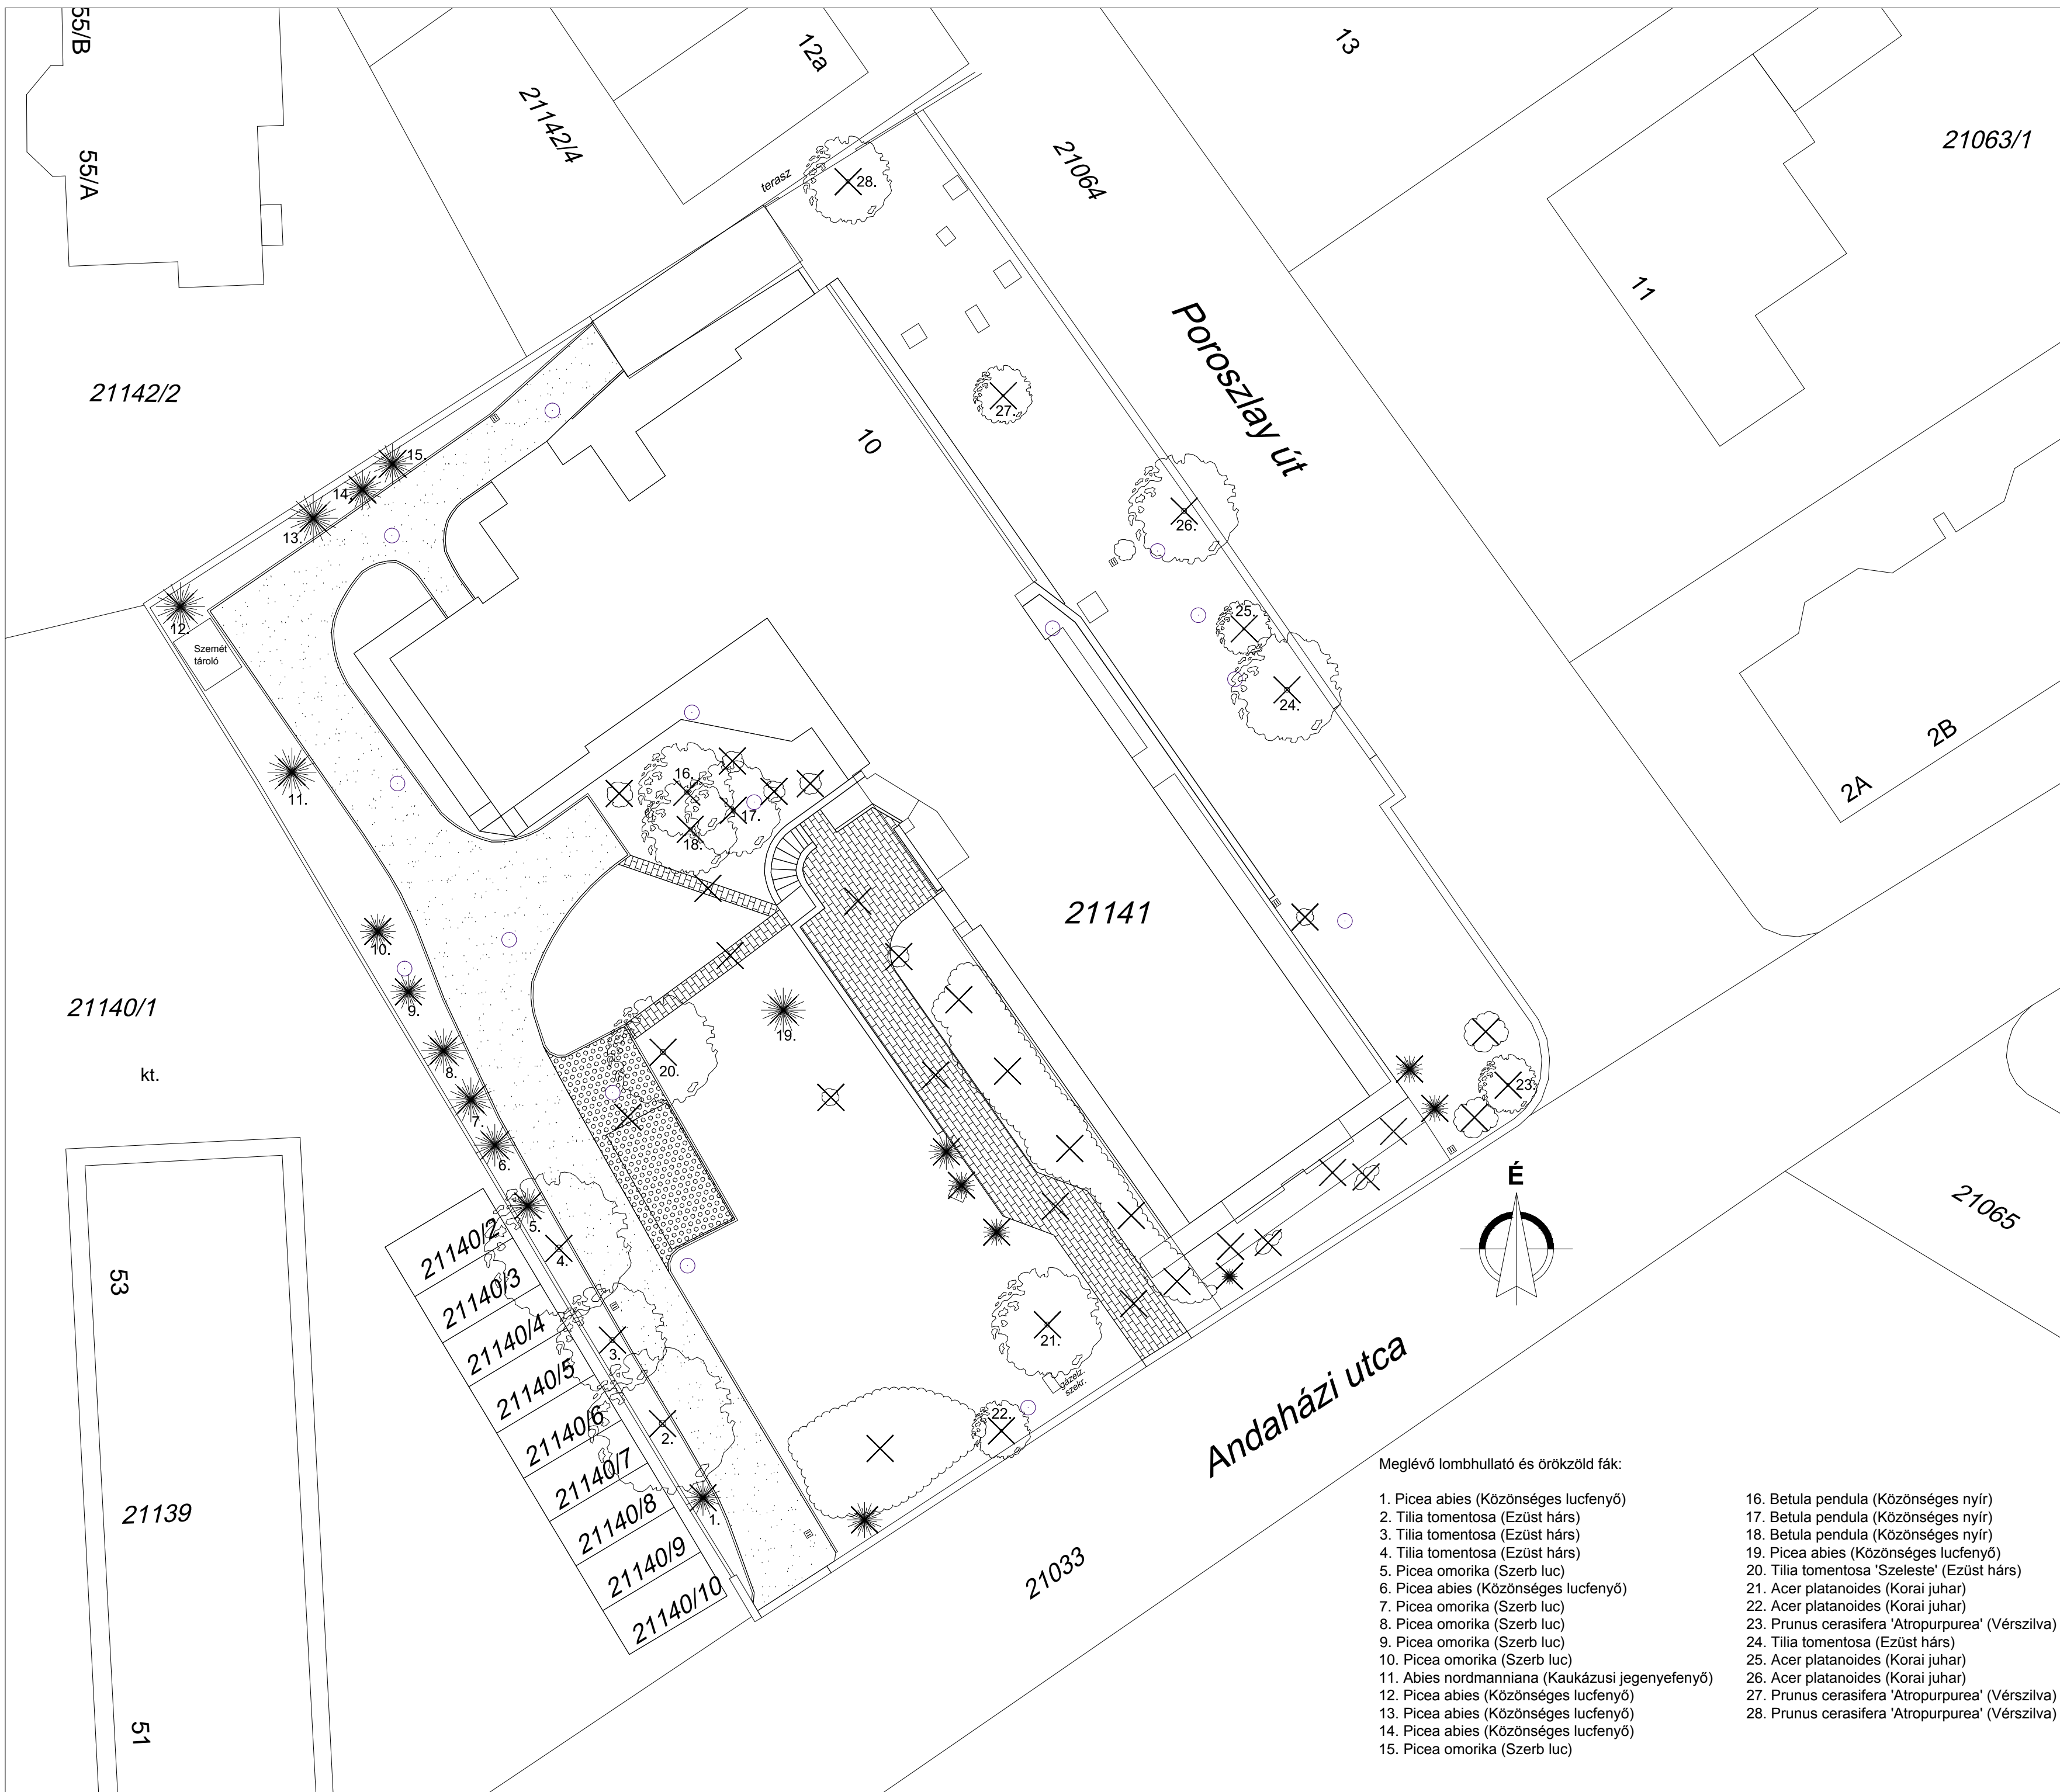 55/B
55/A
12a
13
21142/4
21064
21063/1
terasz
28.
11
Poroszlay út
21142/2
27.
10
15.
14.
13.
26.
25.
12.
Szemét
tároló
24.
2B
2A
11.
16.
17.
18.
21141
10.
9.
21140/1
19.
kt.
20.
8.
7.
6.
23.
É
21065
5.
4.
3.
2.
1.
21140/2
21140/3
21140/4
21140/5
21140/6
21140/7
21140/8
21140/9
21140/10
53
21.
gázelz.
szekr.
22.
Andaházi utca
21139
21033
51
Meglévő lombhullató és örökzöld fák:
1. Picea abies (Közönséges lucfenyő)
2. Tilia tomentosa (Ezüst hárs)
3. Tilia tomentosa (Ezüst hárs)
4. Tilia tomentosa (Ezüst hárs)
5. Picea omorika (Szerb luc)
6. Picea abies (Közönséges lucfenyő)
7. Picea omorika (Szerb luc)
8. Picea omorika (Szerb luc)
9. Picea omorika (Szerb luc)
10. Picea omorika (Szerb luc)
11. Abies nordmanniana (Kaukázusi jegenyefenyő)
12. Picea abies (Közönséges lucfenyő)
13. Picea abies (Közönséges lucfenyő)
14. Picea abies (Közönséges lucfenyő)
15. Picea omorika (Szerb luc)
16. Betula pendula (Közönséges nyír)
17. Betula pendula (Közönséges nyír)
18. Betula pendula (Közönséges nyír)
19. Picea abies (Közönséges lucfenyő)
20. Tilia tomentosa 'Szeleste' (Ezüst hárs)
21. Acer platanoides (Korai juhar)
22. Acer platanoides (Korai juhar)
23. Prunus cerasifera 'Atropurpurea' (Vérszilva)
24. Tilia tomentosa (Ezüst hárs)
25. Acer platanoides (Korai juhar)
26. Acer platanoides (Korai juhar)
27. Prunus cerasifera 'Atropurpurea' (Vérszilva)
28. Prunus cerasifera 'Atropurpurea' (Vérszilva)